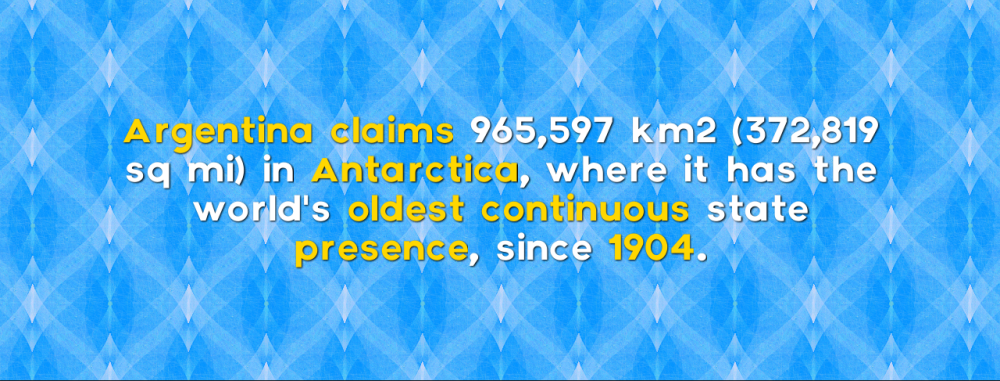 Argentina claims 965,597 km2 (372,819
sq mi) in Antarctica, where it has the
world's oldest continuous state
presence, since 1904.